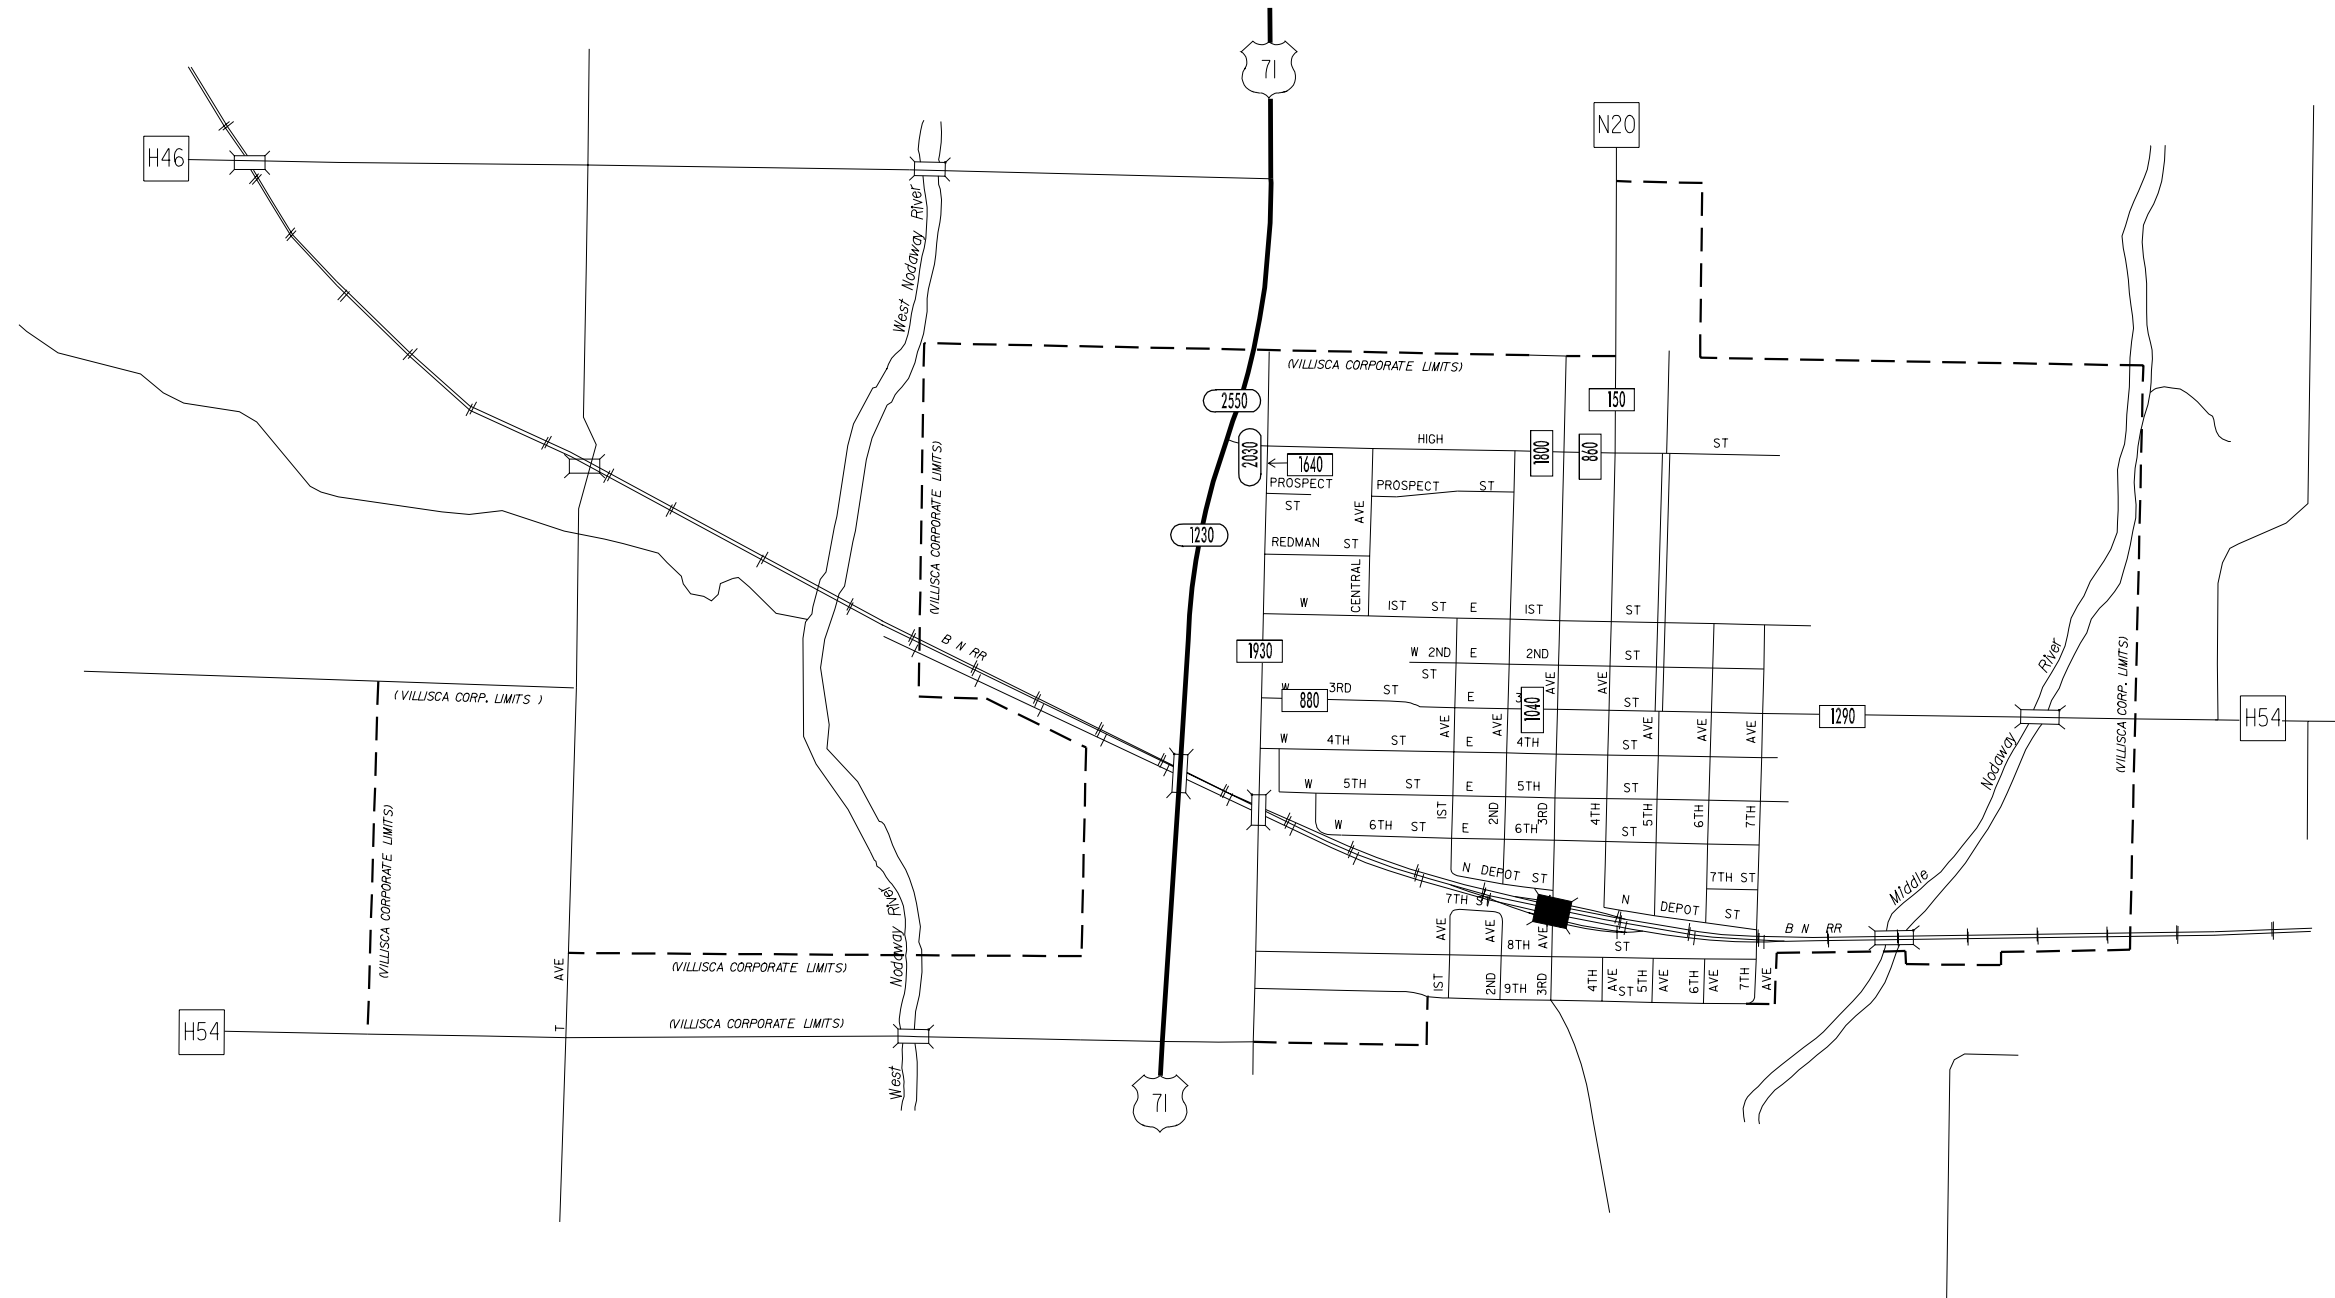 71
N20
H46
West Nodaway River
(VILLISCA CORPORATE LIMITS)
2550
150
HIGH ST
2030
1640
1800
860
PROSPECT ST
PROSPECT ST
(VILLISCA CORPORATE LIMITS)
CENTRAL AVE
1230
REDMAN ST
W 1ST ST E 1ST ST
B N RR
1930
W 2ND ST E 2ND ST
(VILLISCA CORP. LIMITS )
W 3RD ST E ST
880
1040
AVE
AVE
1290
H54
River
(VILLISCA CORP. LIMITS)
AVE
AVE
AVE
AVE
AVE
W 4TH ST E 4TH ST
Nodaway
W 5TH ST E 5TH ST
1ST
2ND
3RD
4TH
5TH
6TH
7TH
W 6TH ST E 6TH ST
(VILLISCA CORPORATE LIMITS)
N DEPOT ST
7TH ST
Middle
7TH ST
N DEPOT ST
B N RR
AVE
AVE
AVE
8TH ST
(VILLISCA CORPORATE LIMITS)
T AVE
West Nodaway River
1ST
2ND
3RD
4TH AVE
5TH AVE
6TH AVE
7TH AVE
9TH ST
H54
(VILLISCA CORPORATE LIMITS)
71